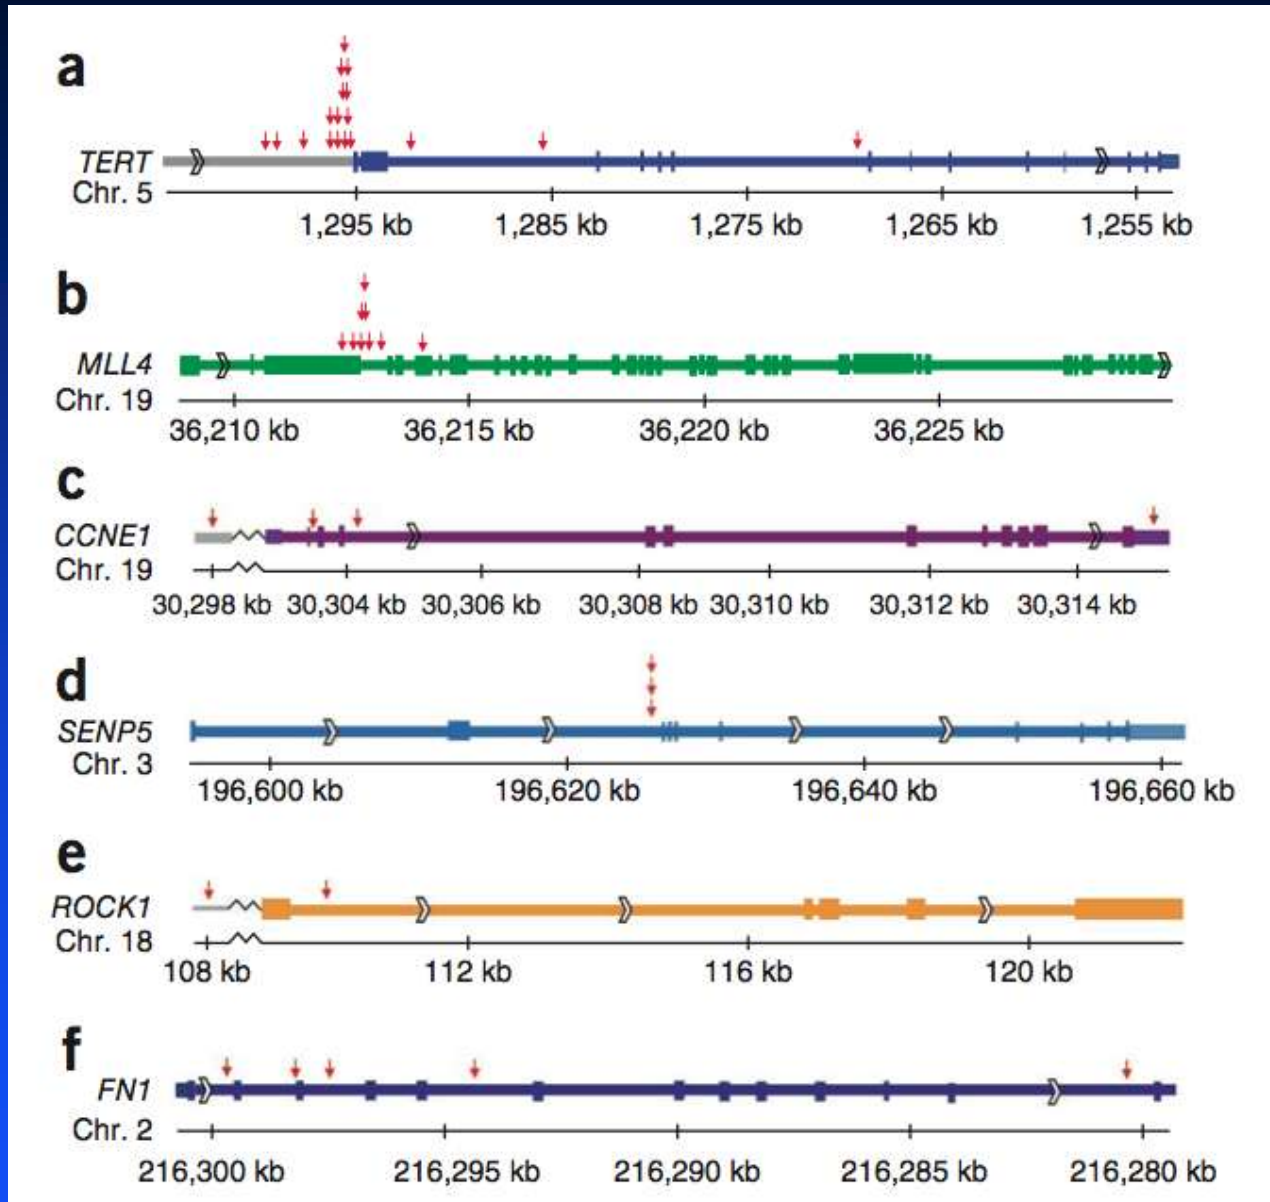 a
TERT
Chr. 5
1,295 kb 1,285 kb 1,275 kb 1,265 kb 1,255 kb
b
MLL4
Chr. 19
36,210 kb 36,215 kb 36,220 kb 36,225 kb
c
CCNE1
Chr. 19
30,298 kb 30,304 kb 30,306 kb 30,308 kb 30,310 kb 30,312 kb 30,314 kb
d
SENP5
Chr. 3
196,600 kb 196,620 kb 196,640 kb 196,660 kb
e
ROCK1
Chr. 18
108 kb 112 kb 116 kb 120 kb
f
FN1
Chr. 2
216,300 kb 216,295 kb 216,290 kb 216,285 kb 216,280 kb